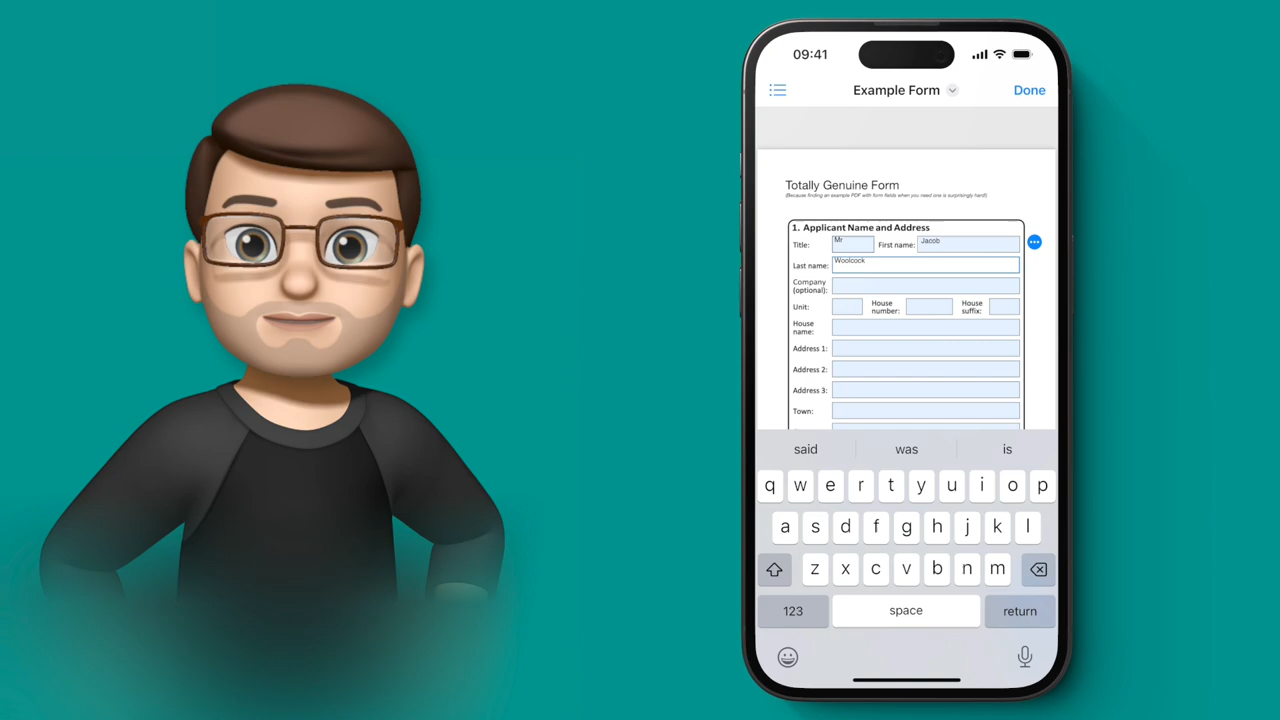 09:41
Example Form
Done
Totally Genuine Form
(Because finding an example PDF with form fields when you need one is surprisingly hard!)
1. Applicant Name and Address
Title: Mr First name: Jacob
Last name: Woolcock
Company
(optional):
Unit: House
number: House
suffix:
House
name:
Address 1:
Address 2:
Address 3:
Town:
said was is
q w e r t y u i o p
a s d f g h j k l
z x c v b n m
123 space return